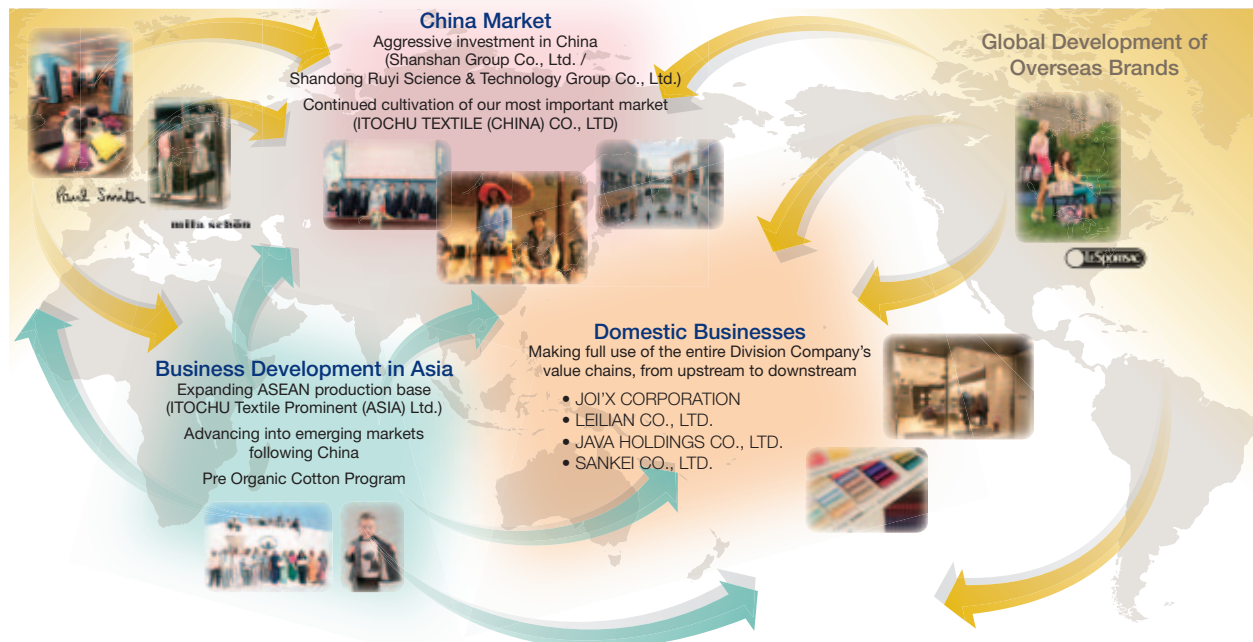 China Market
Aggressive investment in China
(Shanshan Group Co., Ltd. /
Shandong Ruyi Science & Technology Group Co., Ltd.)
Continued cultivation of our most important market
(ITOCHU TEXTILE (CHINA) CO., LTD)
Global Development of
Overseas Brands
Paul Smith
mila schön
LeSportsac
Business Development in Asia
Expanding ASEAN production base
(ITOCHU Textile Prominent (ASIA) Ltd.)
Advancing into emerging markets
following China
Pre Organic Cotton Program
Domestic Businesses
Making full use of the entire Division Company's
value chains, from upstream to downstream
• JOI'X CORPORATION
• LEILIAN CO., LTD.
• JAVA HOLDINGS CO., LTD.
• SANKEI CO., LTD.